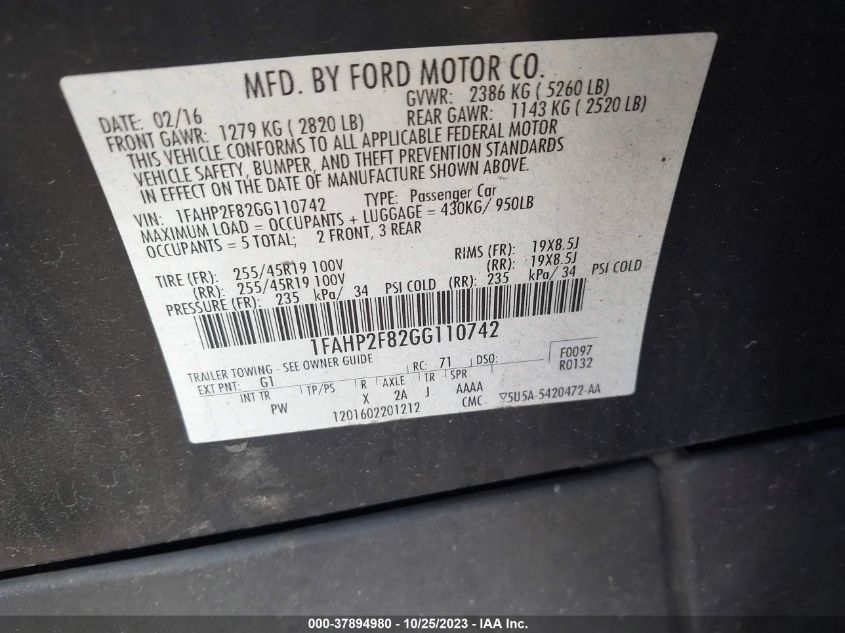 MFD. BY FORD MOTOR CO.
DATE: 02/16 GVWR: 2386 KG ( 5260 LB)
FRONT GAWR: 1279 KG ( 2820 LB) REAR GAWR: 1143 KG ( 2520 LB)
THIS VEHICLE CONFORMS TO ALL APPLICABLE FEDERAL MOTOR
VEHICLE SAFETY, BUMPER, AND THEFT PREVENTION STANDARDS
IN EFFECT ON THE DATE OF MANUFACTURE SHOWN ABOVE.
VIN: 1FAHP2F82GG110742 TYPE: Passenger Car
MAXIMUM LOAD = OCCUPANTS + LUGGAGE = 430KG/ 950LB
OCCUPANTS = 5 TOTAL; 2 FRONT, 3 REAR
TIRE (FR): 255/45R19 100V RIMS (FR): 19X8.5J
(RR): 255/45R19 100V (RR): 19X8.5J
PRESSURE (FR): 235 kPa/ 34 PSI COLD (RR): 235 kPa/ 34 PSI COLD
1FAHP2F82GG110742
TRAILER TOWING - SEE OWNER GUIDE
F0097
EXT PNT: G1 RC: 71 DSO: R0132
INT TR TP/PS R AXLE TR SPR
PW X 2A J AAAA
1201602201212 CMC ▽5U5A-5420472-AA
000-37894980 - 10/25/2023 - IAA Inc.